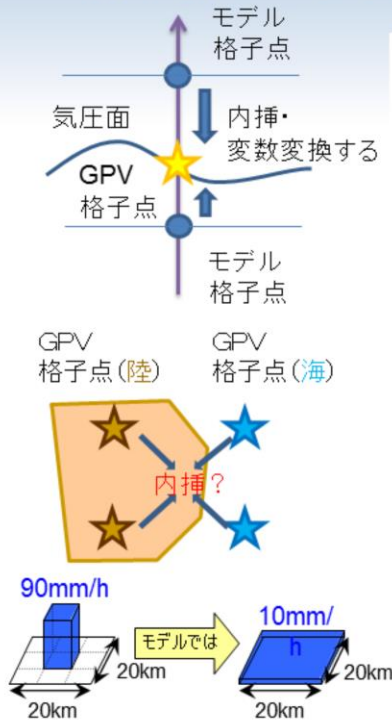 モデル
格子点
気圧面
内挿・
変数変換する
GPV
格子点
モデル
格子点
GPV
格子点(陸)
GPV
格子点(海)
内挿？
90mm/h
モデルでは
10mm/
h
20km
20km
20km
20km